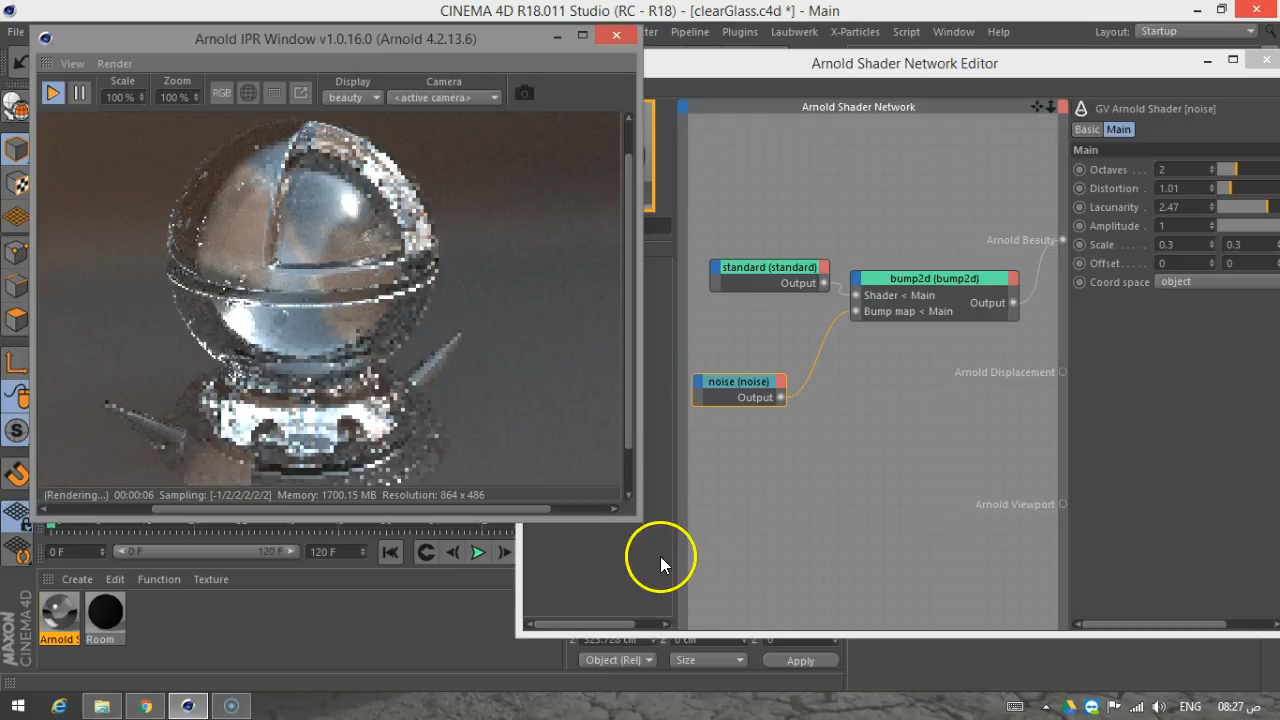 CINEMA 4D R18.011 Studio (RC - R18) - [clearGlass.c4d *] - Main
File
Pipeline Plugins Laubwerk X-Particles Script Window Help
Layout: Startup
Arnold IPR Window v1.0.16.0 (Arnold 4.2.13.6)
View Render
Scale
100 %
Zoom
100 %
RGB
Display
beauty
Camera
<active camera>
(Rendering...) 00:00:06 Sampling: [-1/2/2/2/2/2] Memory: 1700.15 MB Resolution: 864 x 486
Arnold Shader Network Editor
Arnold Shader Network
standard (standard)
Output
bump2d (bump2d)
Shader < Main
Output
Bump map < Main
noise (noise)
Output
Arnold Beauty
Arnold Displacement
Arnold Viewport
GV Arnold Shader [noise]
Basic Main
Main
Octaves . . . 2
Distortion . . 1.01
Lacunarity . . 2.47
Amplitude . . 1
Scale . . . . . 0.3 0.3
Offset . . . . . 0 0
Coord space object
0 F
0 F 120 F
120 F
Create Edit Function Texture
Arnold S
Room
Object (Rel) Size Apply
MAXON
CINEMA 4D
ENG
08:27 ص